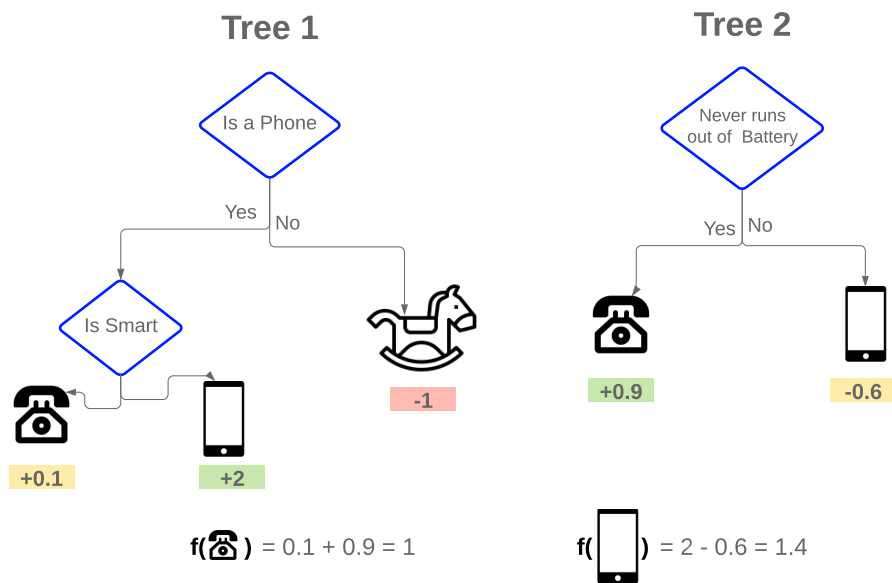 Tree 1
Tree 2
Is a Phone
Never runs
out of Battery
Yes
No
Yes
No
Is Smart
-1
+0.9
-0.6
+0.1
+2
f( ) = 0.1 + 0.9 = 1
f( ) = 2 - 0.6 = 1.4